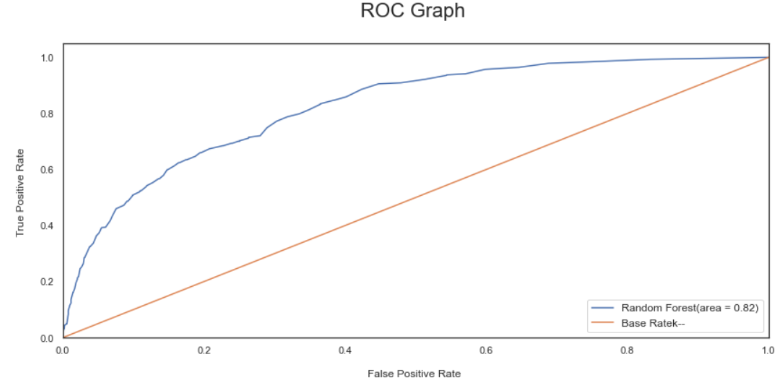 ROC Graph
1.0
0.8
0.6
0.4
0.2
0.0
True Positive Rate
0.0 0.2 0.4 0.6 0.8 1.0
False Positive Rate
Random Forest(area = 0.82)
Base Ratek--